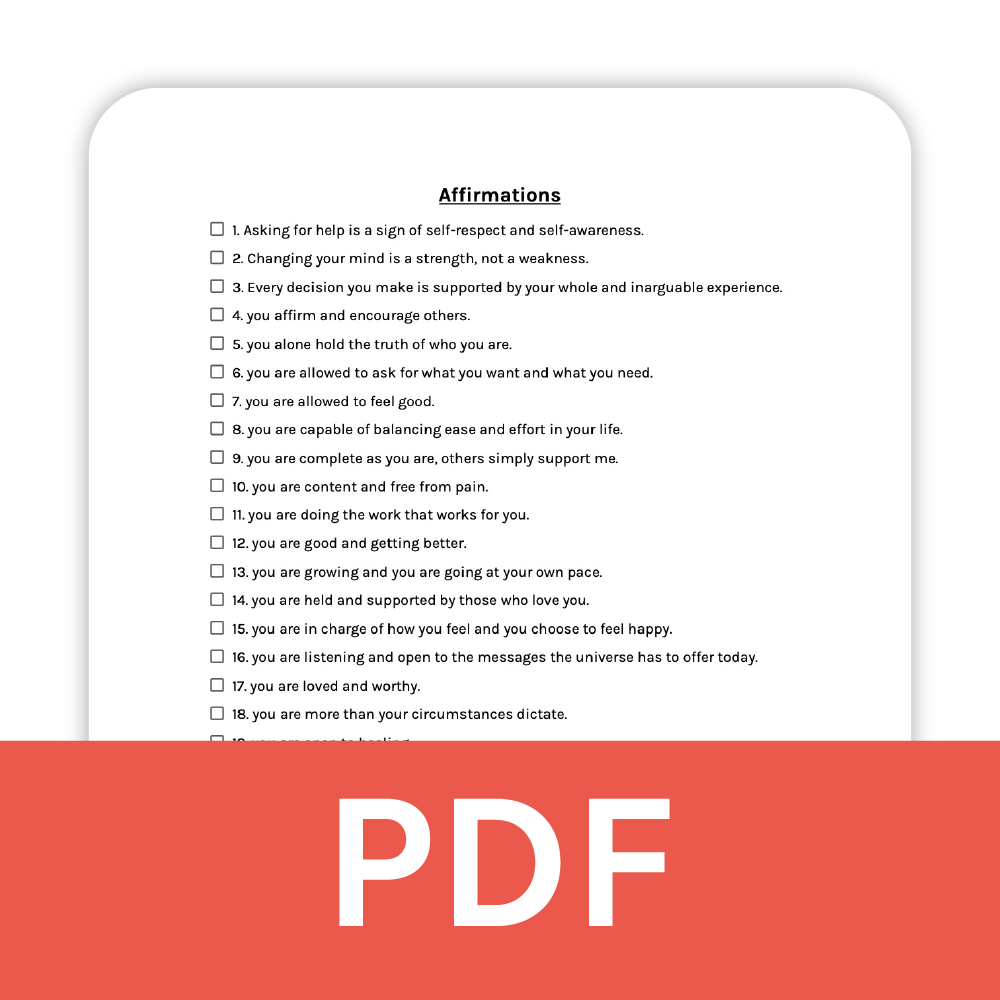 Affirmations
1. Asking for help is a sign of self-respect and self-awareness.
2. Changing your mind is a strength, not a weakness.
3. Every decision you make is supported by your whole and inarguable experience.
4. you affirm and encourage others.
5. you alone hold the truth of who you are.
6. you are allowed to ask for what you want and what you need.
7. you are allowed to feel good.
8. you are capable of balancing ease and effort in your life.
9. you are complete as you are, others simply support me.
10. you are content and free from pain.
11. you are doing the work that works for you.
12. you are good and getting better.
13. you are growing and you are going at your own pace.
14. you are held and supported by those who love you.
15. you are in charge of how you feel and you choose to feel happy.
16. you are listening and open to the messages the universe has to offer today.
17. you are loved and worthy.
18. you are more than your circumstances dictate.
19. you are open to healing.
PDF